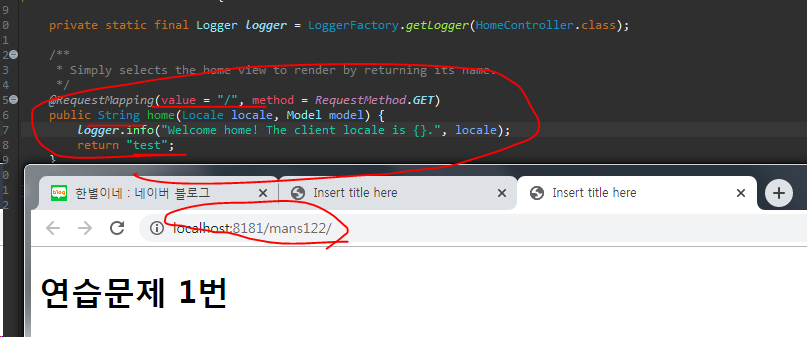 9
0 private static final Logger logger = LoggerFactory.getLogger(HomeController.class);
1
2 /**
3 * Simply selects the home view to render by returning its name.
4 */
5 @RequestMapping(value = "/", method = RequestMethod.GET)
6 public String home(Locale locale, Model model) {
7 logger.info("Welcome home! The client locale is {}.", locale);
8 return "test";
9 }
0
1
2
blog 한별이네 : 네이버 블로그
Insert title here
Insert title here
localhost:8181/mans122/
연습문제 1번